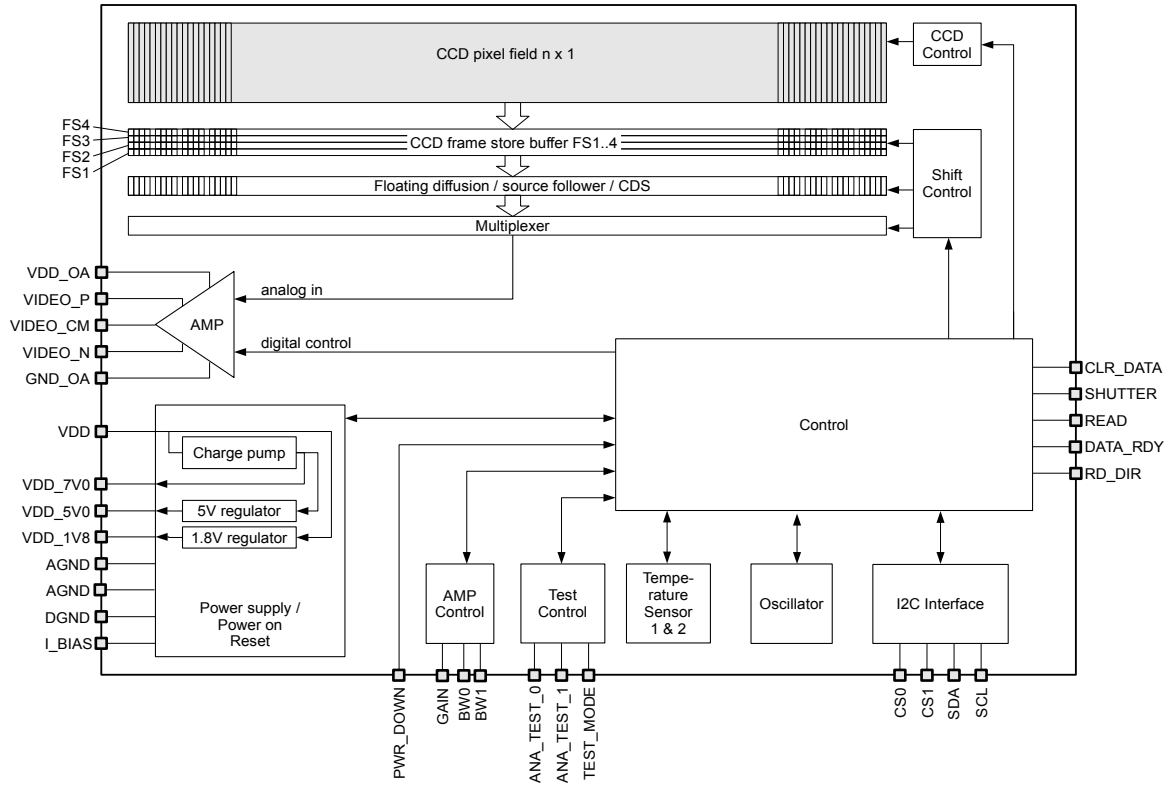 CCD pixel field n x 1
CCD
Control
FS4
FS3
FS2
FS1
CCD frame store buffer FS1..4
Floating diffusion / source follower / CDS
Shift
Control
Multiplexer
VDD_OA
VIDEO_P
VIDEO_CM
VIDEO_N
GND_OA
AMP
analog in
digital control
Control
CLR_DATA
SHUTTER
READ
DATA_RDY
RD_DIR
VDD
VDD_7V0
VDD_5V0
VDD_1V8
AGND
AGND
DGND
I_BIAS
Charge pump
5V regulator
1.8V regulator
Power supply /
Power on
Reset
AMP
Control
Test
Control
Tempe-
rature
Sensor
1 & 2
Oscillator
I2C Interface
PWR_DOWN
GAIN
BW0
BW1
ANA_TEST_0
ANA_TEST_1
TEST_MODE
CS0
CS1
SDA
SCL